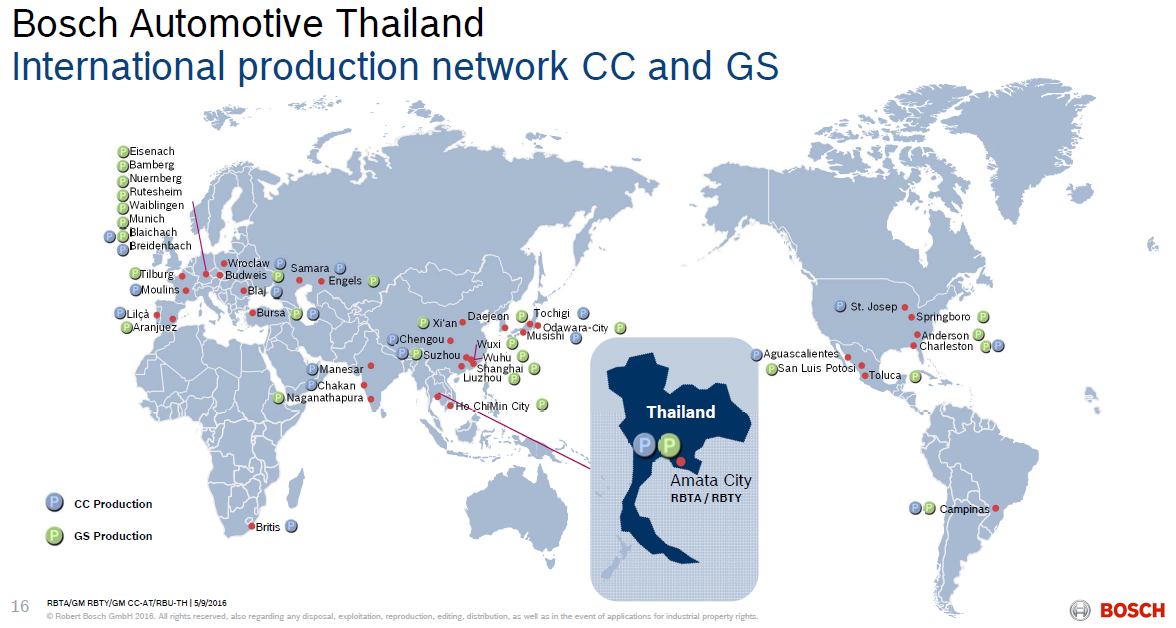 Bosch Automotive Thailand
International production network CC and GS
Eisenach
Bamberg
Nuernberg
Rutesheim
Waiblingen
Munich
Blaichach
Breidenbach
Wroclaw
Samara
Tilburg
Budweis
Engels
Moulins
Blaj
Lilçà
Bursa
Aranjuez
Xi'an
Daejeon
Tochigi
Odawara-City
Musishi
Chengou
Wuxi
Suzhou
Wuhu
Shanghai
Liuzhou
Manesar
Chakan
Naganathapura
Ho ChiMin City
St. Josep
Springboro
Anderson
Charleston
Aguascalientes
San Luis Potosi
Toluca
Thailand
P P
Amata City
RBTA / RBTY
P CC Production
P GS Production
Britis
Campinas
16
RBTA/GM RBTY/GM CC-AT/RBU-TH | 5/9/2016
© Robert Bosch GmbH 2016. All rights reserved, also regarding any disposal, exploitation, reproduction, editing, distribution, as well as in the event of applications for industrial property rights.
BOSCH